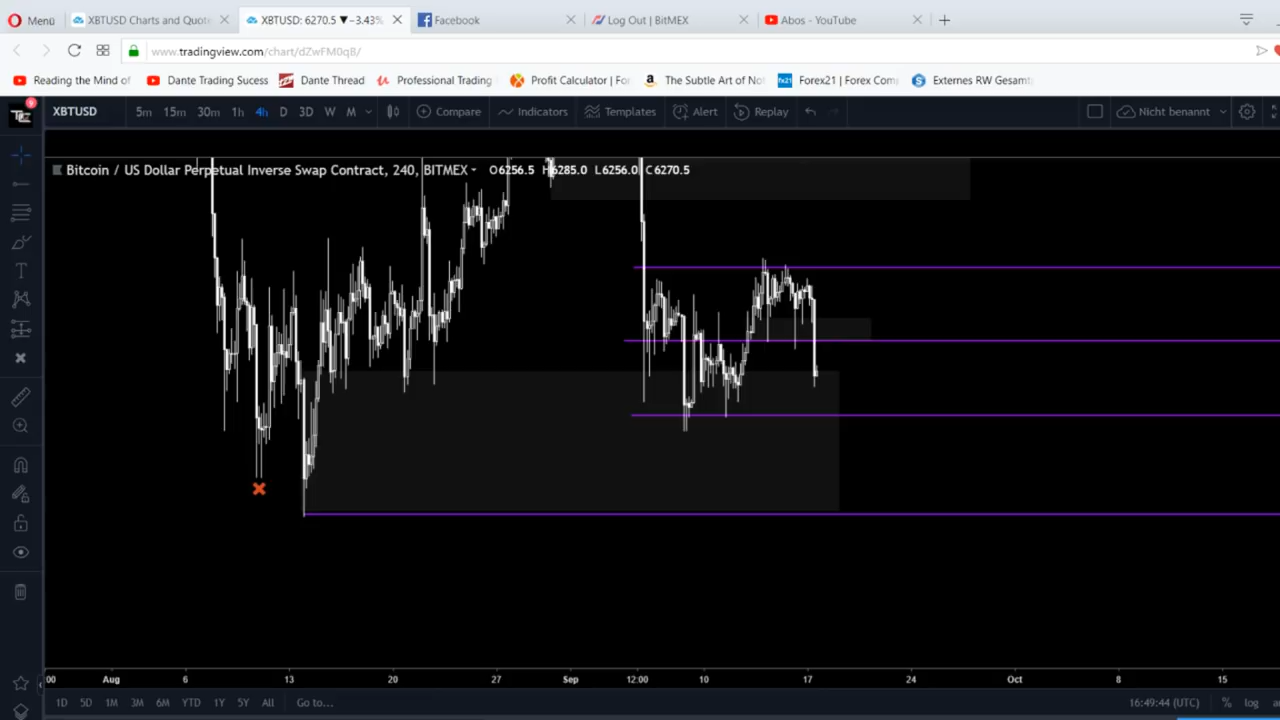 Menü XBTUSD Charts and Quote XBTUSD: 6270.5 ▼−3.43% Facebook Log Out | BitMEX Abos - YouTube
www.tradingview.com/chart/dZwFM0qB/
Reading the Mind of Dante Trading Sucess Dante Thread Professional Trading Profit Calculator | For The Subtle Art of No Forex21 | Forex Com Externes RW Gesamt
XBTUSD 5m 15m 30m 1h 4h D 3D W M Compare Indicators Templates Alert Replay Nicht benannt
Bitcoin / US Dollar Perpetual Inverse Swap Contract, 240, BITMEX O6256.5 H6285.0 L6256.0 C6270.5
:00 Aug 6 13 20 27 Sep 12:00 10 17 24 Oct 8 15
1D 5D 1M 3M 6M YTD 1Y 5Y All Go to... 16:49:44 (UTC) % log